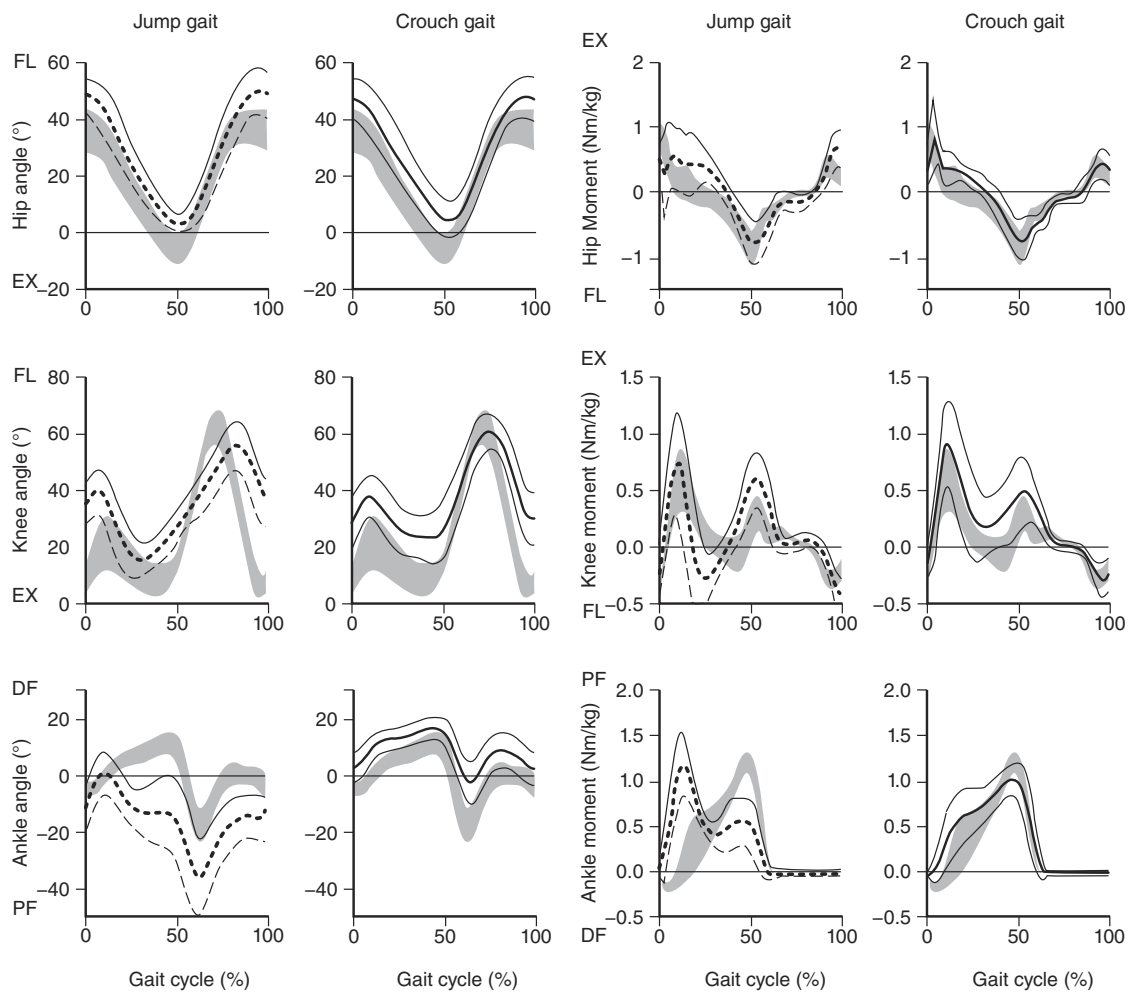 Jump gait Crouch gait Jump gait Crouch gait
EX
FL 60 60 2 2
40 40 1 1
20 20 0 0
0 0 −1 −1
EX −20 −20 FL
0 50 100 0 50 100 0 50 100 0 50 100
Hip angle (°) Hip Moment (Nm/kg)
EX
FL 80 80 1.5 1.5
60 60 1.0 1.0
40 40 0.5 0.5
20 20 0.0 0.0
EX 0 0 FL −0.5 −0.5
0 50 100 0 50 100 0 50 100 0 50 100
Knee angle (°) Knee moment (Nm/kg)
PF
DF 2.0 2.0
20 20 1.5 1.5
0 0 1.0 1.0
−20 −20 0.5 0.5
−40 −40 0.0 0.0
PF −0.5 −0.5
DF
0 50 100 0 50 100 0 50 100 0 50 100
Ankle angle (°) Ankle moment (Nm/kg)
Gait cycle (%) Gait cycle (%) Gait cycle (%) Gait cycle (%)